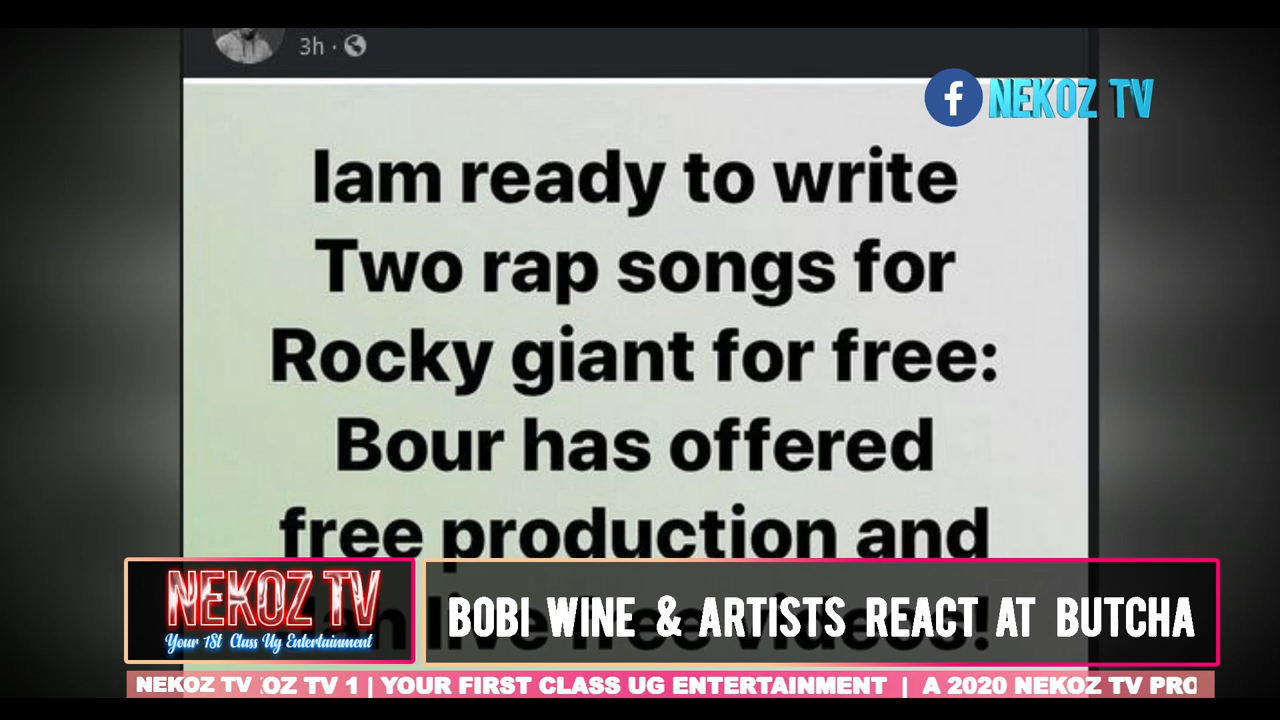 3h ·
NEKOZ TV
Iam ready to write
Two rap songs for
Rocky giant for free:
Bour has offered
free production and
NEKOZ TV
Your 1St Class Ug Entertainment
BOBI WINE & ARTISTS REACT AT BUTCHA
NEKOZ TV :OZ TV 1 | YOUR FIRST CLASS UG ENTERTAINMENT | A 2020 NEKOZ TV PRO